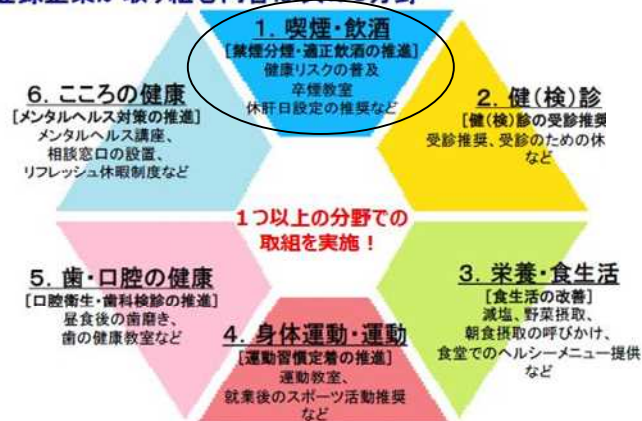 1. 喫煙・飲酒
[禁煙分煙・適正飲酒の推進]
健康リスクの普及
卒煙教室
休肝日設定の推奨など
2. 健(検)診
[健(検)診の受診推奨
受診推奨、受診のための休
など
3. 栄養・食生活
[食生活の改善]
減塩、野菜摂取、
朝食摂取の呼びかけ、
食堂でのヘルシーメニュー提供
など
4. 身体運動・運動
[運動習慣定着の推進]
運動教室、
就業後のスポーツ活動推奨
など
5. 歯・口腔の健康
[口腔衛生・歯科検診の推進]
昼食後の歯磨き、
歯の健康教室など
6. こころの健康
[メンタルヘルス対策の推進]
メンタルヘルス講座、
相談窓口の設置、
リフレッシュ休暇制度など
1つ以上の分野での
取組を実施!